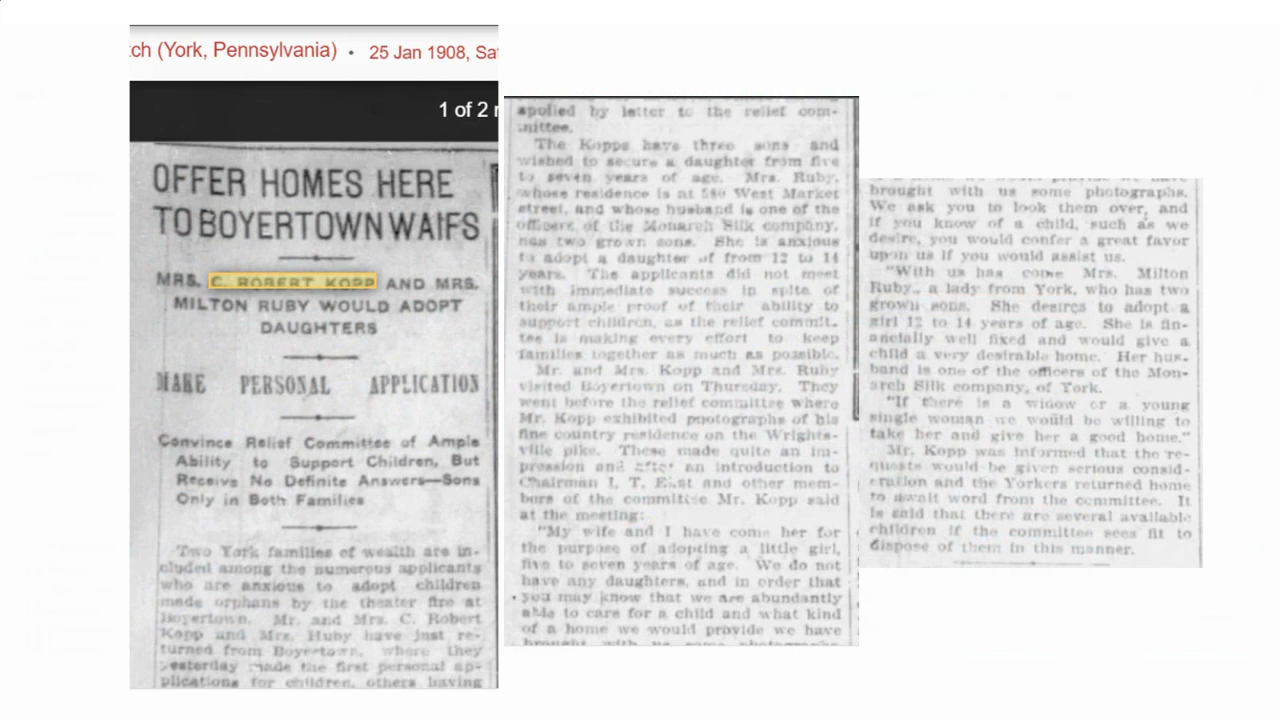 ch (York, Pennsylvania) • 25 Jan 1908, Sat
1 of 2
OFFER HOMES HERE
TO BOYERTOWN WAIFS
MRS. C. ROBERT KOPP AND MRS.
MILTON RUBY WOULD ADOPT
DAUGHTERS
MAKE PERSONAL APPLICATION
Convince Relief Committee of Ample
Ability to Support Children, But
Receive No Definite Answers—Sons
Only in Both Families
Two York families of wealth are in-
cluded among the numerous applicants
who are anxious to adopt children
made orphans by the theater fire at
Boyertown. Mr. and Mrs. C. Robert
Kopp and Mrs. Ruby have just re-
turned from Boyertown, where they
yesterday made the first personal ap-
plications for children, others having
applied by letter to the relief com-
mittee.
The Kopps have three sons and
wished to secure a daughter from five
to seven years of age. Mrs. Ruby,
whose residence is at West Market
street, and whose husband is one of the
officers of the Monarch Silk company,
has two grown sons. She is anxious
to adopt a daughter of from 12 to 14
years. The applicants did not meet
with immediate success in spite of
their ample proof of their ability to
support children, as the relief commit-
tee is making every effort to keep
families together as much as possible.
Mr. and Mrs. Kopp and Mrs. Ruby
visited Boyertown on Thursday. They
went before the relief committee where
Mr. Kopp exhibited photographs of his
fine country residence on the Wrights-
ville pike. These made quite an im-
pression and after an introduction to
Chairman and other mem-
bers of the committee Mr. Kopp said
at the meeting:
"My wife and I have come her for
the purpose of adopting a little girl,
five to seven years of age. We do not
have any daughters, and in order that
you may know that we are abundantly
able to care for a child and what kind
of a home we would provide we have
brought with us some photographs
brought with us some photographs.
We ask you to look them over, and
if you know of a child, such as we
desire, you would confer a great favor
upon us if you would assist us.
"With us has come Mrs. Milton
Ruby, a lady from York, who has two
grown sons. She desires to adopt a
girl 12 to 14 years of age. She is fin-
ancially well fixed and would give a
child a very desirable home. Her hus-
band is one of the officers of the Mon-
arch Silk company, of York.
"If there is a widow or a young
single woman we would be willing to
take her and give her a good home."
Mr. Kopp was informed that the re-
quests would be given serious consid-
eration and the Yorkers returned home
to await word from the committee. It
is said that there are several available
children if the committee sees fit to
dispose of them in this manner.